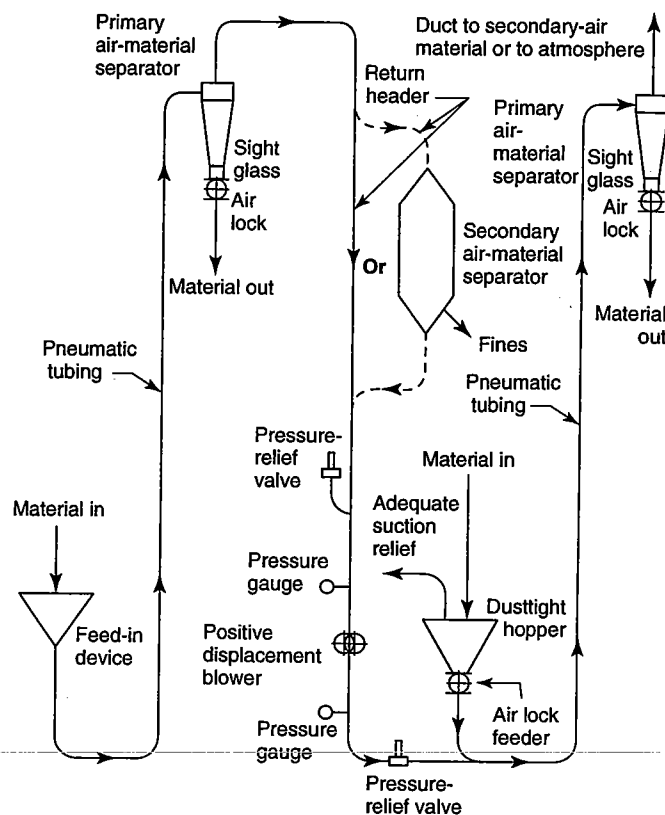 Primary
air-material
separator
Duct to secondary-air
material or to atmosphere
Return
header
Primary
air-
material
separator
Sight
glass
Air
lock
Sight
glass
Air
lock
Secondary
air-material
separator
Or
Material out
Material
out
Fines
Pneumatic
tubing
Pneumatic
tubing
Pressure-
relief
valve
Material in
Material in
Adequate
suction
relief
Pressure
gauge
Dusttight
hopper
Feed-in
device
Positive
displacement
blower
Air lock
feeder
Pressure
gauge
Pressure-
relief valve